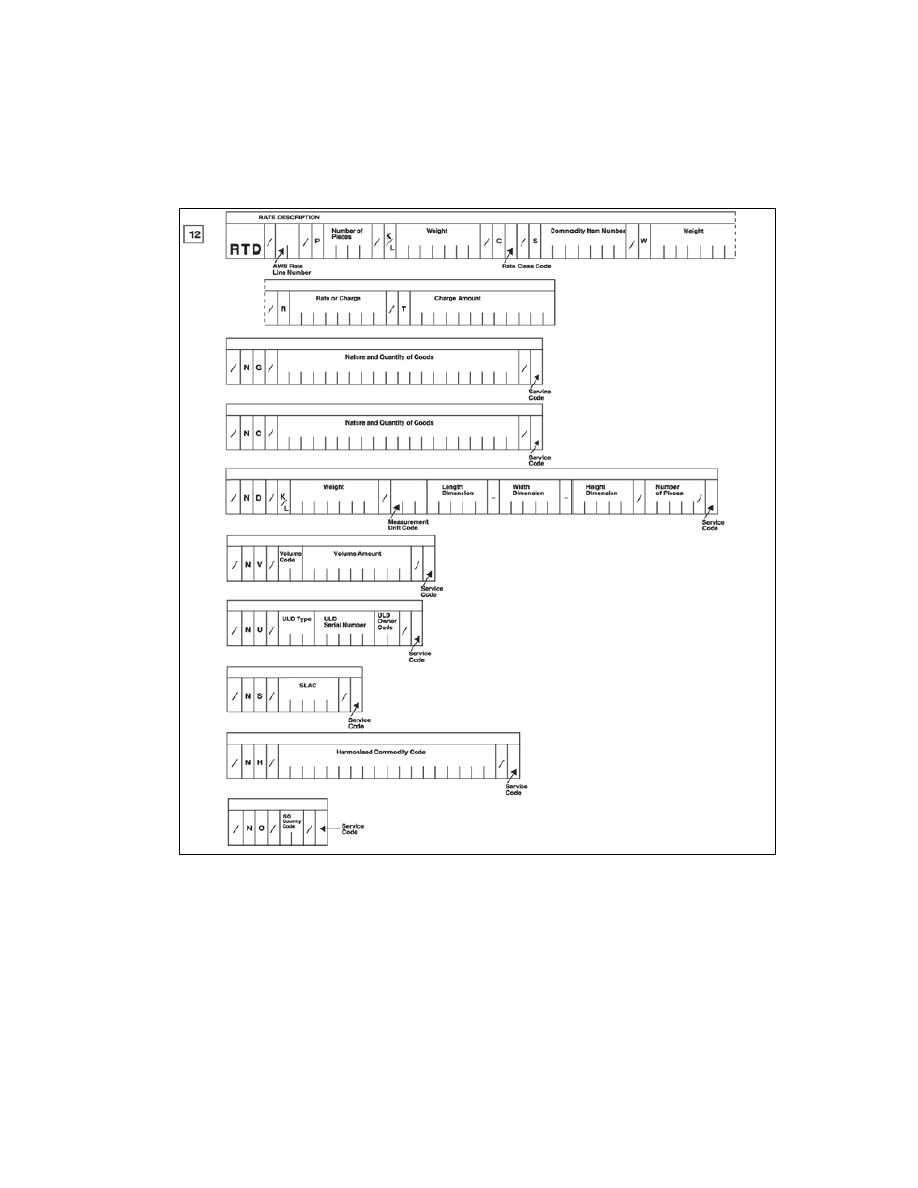 12
RATE DESCRIPTION
RTD / / P Number of Pieces / K/L Weight / C / S Commodity Item Number / W Weight
AWB Rate Line Number
Rate Class Code
/ R Rate or Charge / T Charge Amount
/ N G / Nature and Quantity of Goods /
Service Code
/ N C / Nature and Quantity of Goods /
Service Code
/ N D / K/L Weight / Length Dimension - Width Dimension - Height Dimension / Number of Pieces /
Measurement Unit Code
Service Code
/ N V / Volume Code Volume Amount /
Service Code
/ N U / ULD Type ULD Serial Number ULD Owner Code /
Service Code
/ N S / SLAC /
Service Code
/ N H / Harmonised Commodity Code /
Service Code
/ N O / ISO Country Code / Service Code